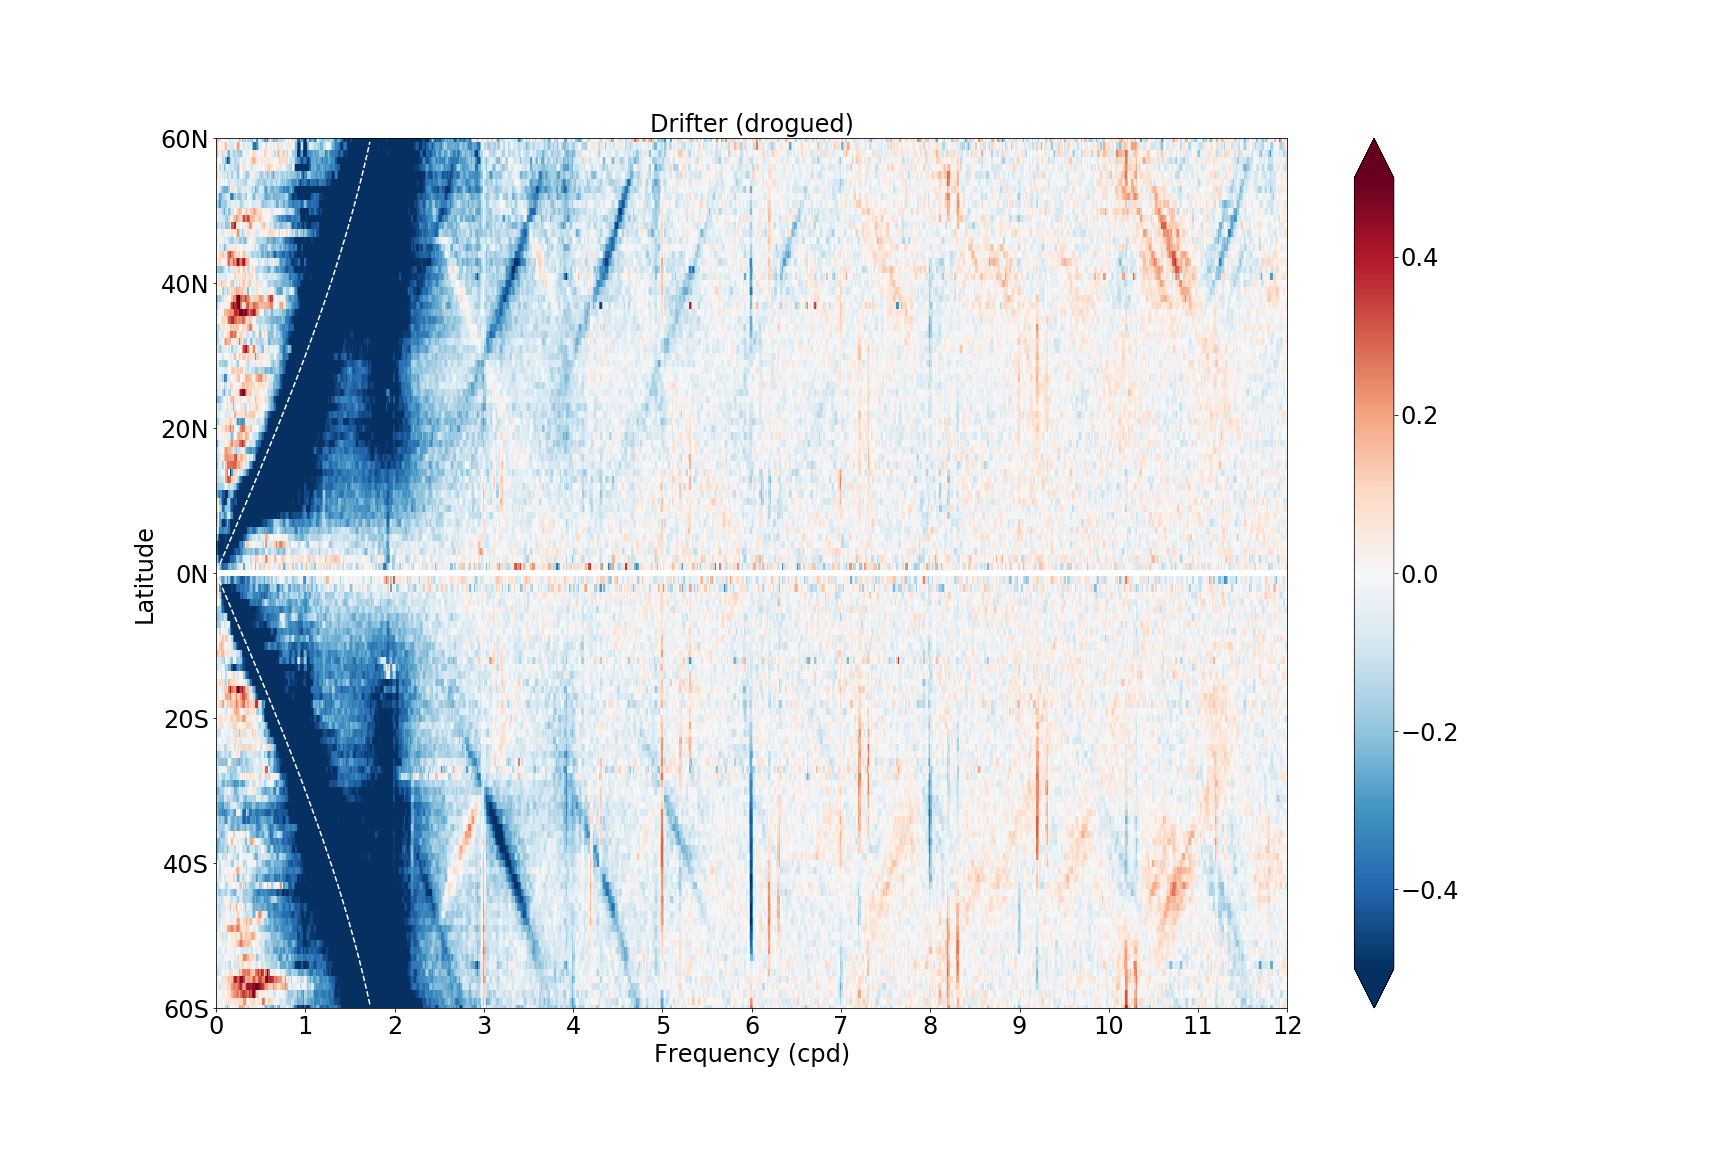 Drifter (drogued)
60N
40N
20N
0N
20S
40S
60S
Latitude
0 1 2 3 4 5 6 7 8 9 10 11 12
Frequency (cpd)
0.4
0.2
0.0
−0.2
−0.4